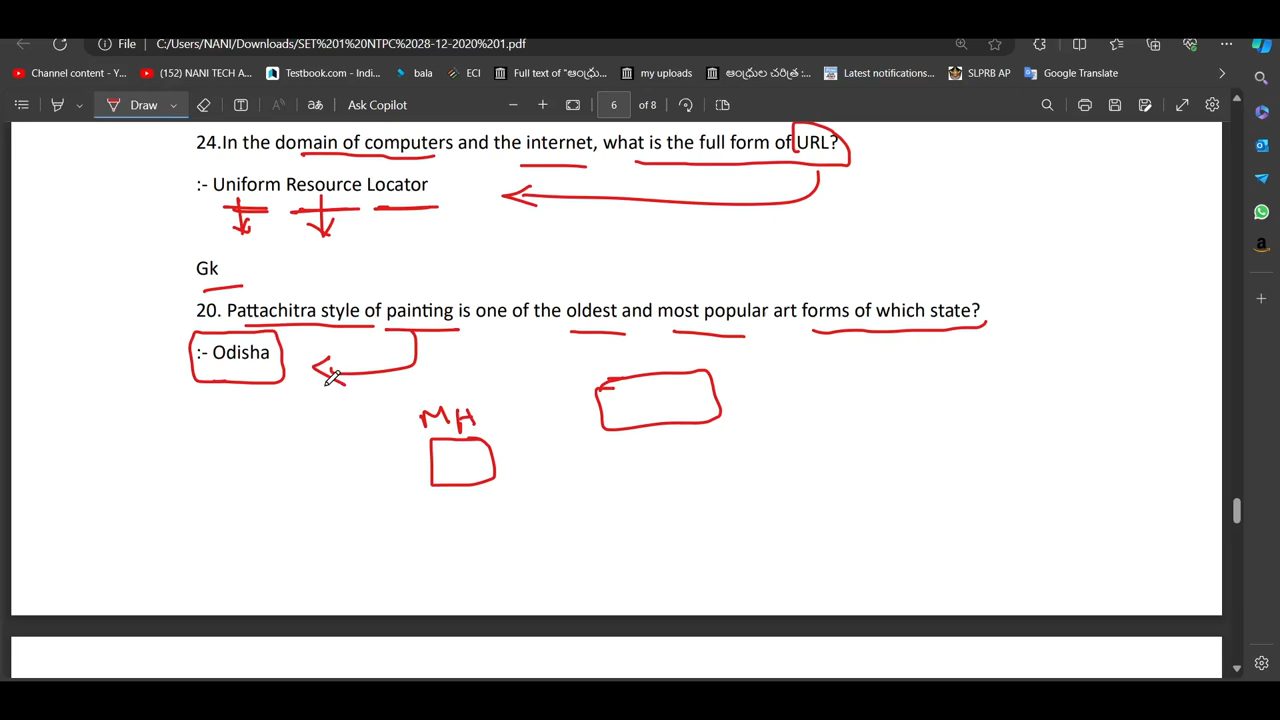 File C:/Users/NANI/Downloads/SET%201%20NTPC%2028-12-2020%201.pdf
Channel content - Y... (152) NANI TECH A... Testbook.com - Indi... bala ECI Full text of "ఆంధ్రు... my uploads ఆంధ్రుల చరిత్ర :... Latest notifications... SLPRB AP Google Translate
Draw Ask Copilot 6 of 8
24.In the domain of computers and the internet, what is the full form of URL?
:- Uniform Resource Locator
Gk
20. Pattachitra style of painting is one of the oldest and most popular art forms of which state?
:- Odisha
MH